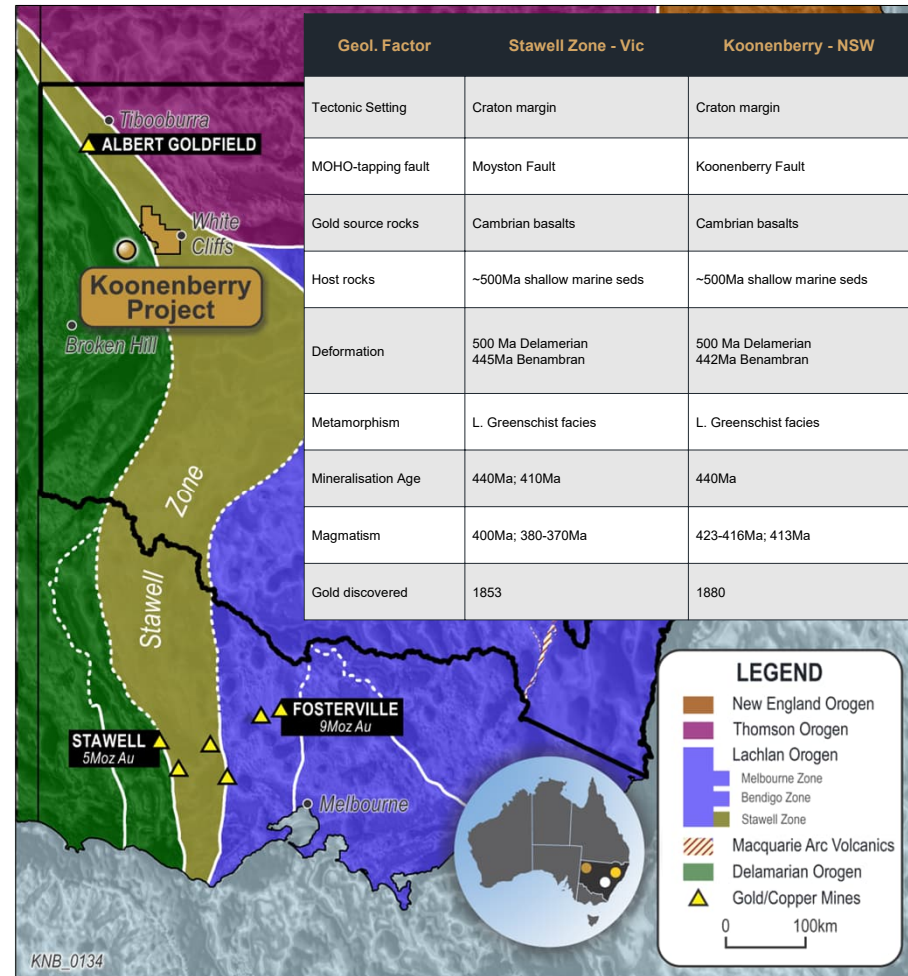 Geol. Factor Stawell Zone - Vic Koonenberry - NSW
Tectonic Setting Craton margin Craton margin
MOHO-tapping fault Moyston Fault Koonenberry Fault
Gold source rocks Cambrian basalts Cambrian basalts
Host rocks ~500Ma shallow marine seds ~500Ma shallow marine seds
Deformation 500 Ma Delamerian 500 Ma Delamerian
445Ma Benambran 442Ma Benambran
Metamorphism L. Greenschist facies L. Greenschist facies
Mineralisation Age 440Ma; 410Ma 440Ma
Magmatism 400Ma; 380-370Ma 423-416Ma; 413Ma
Gold discovered 1853 1880
Tibooburra
ALBERT GOLDFIELD
White
Cliffs
Koonenberry
Project
Broken Hill
Zone
Stawell
FOSTERVILLE
9Moz Au
STAWELL
5Moz Au
Melbourne
LEGEND
New England Orogen
Thomson Orogen
Lachlan Orogen
Melbourne Zone
Bendigo Zone
Stawell Zone
Macquarie Arc Volcanics
Delamarian Orogen
Gold/Copper Mines
0 100km
KNB_0134